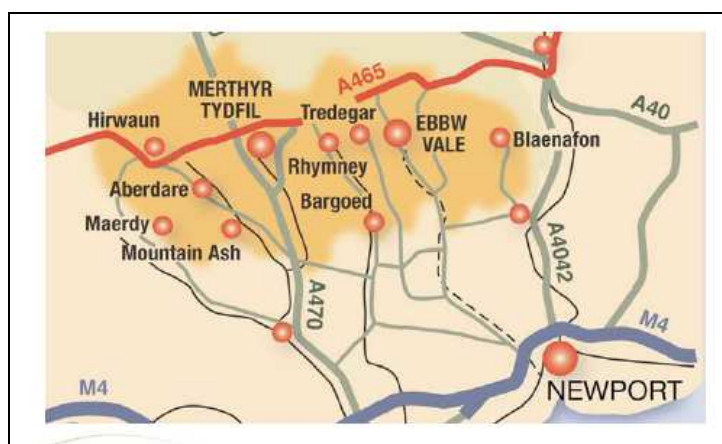 A465
A40
MERTHYR
TYDFIL
Tredegar
EBBW
VALE
Hirwaun
Blaenafon
Rhymney
Aberdare
Bargoed
Maerdy
Mountain Ash
A4042
A470
M4
M4
NEWPORT